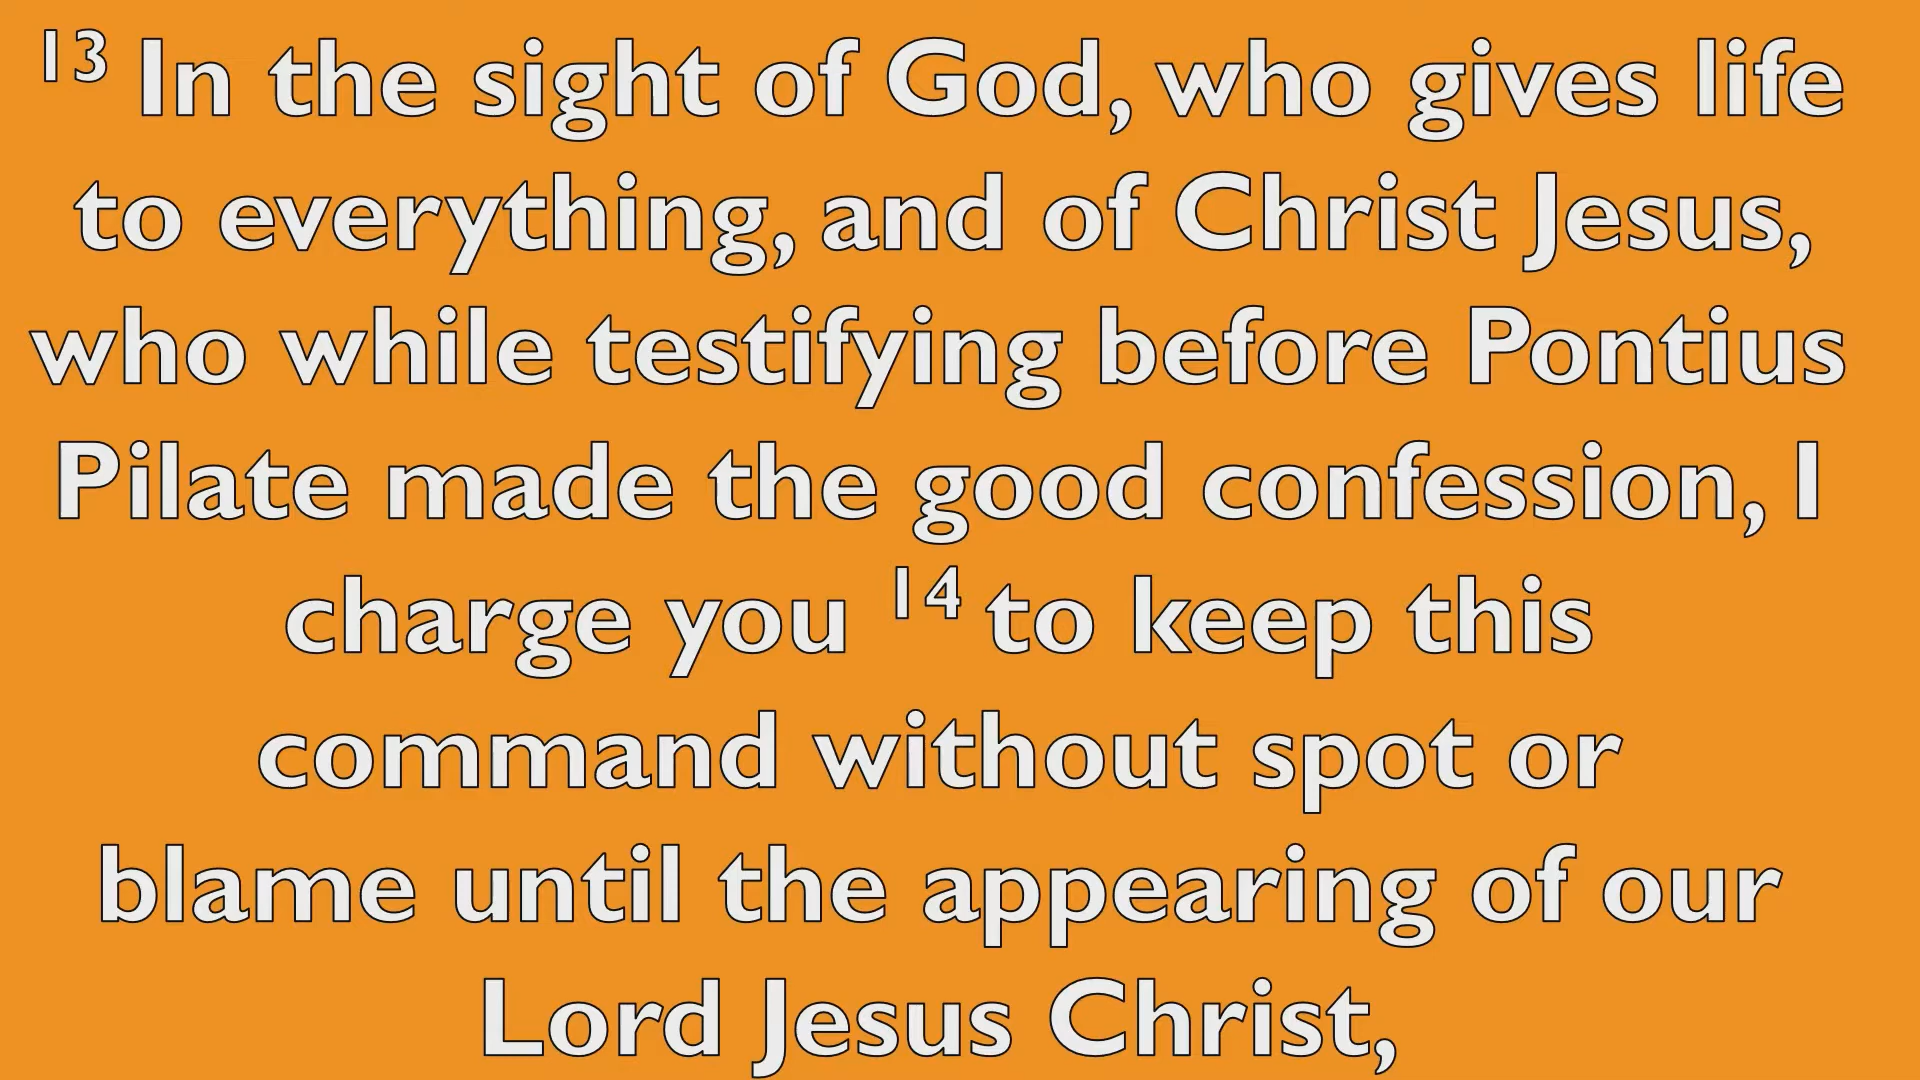 13 In the sight of God, who gives life
to everything, and of Christ Jesus,
who while testifying before Pontius
Pilate made the good confession, I
charge you 14 to keep this
command without spot or
blame until the appearing of our
Lord Jesus Christ,